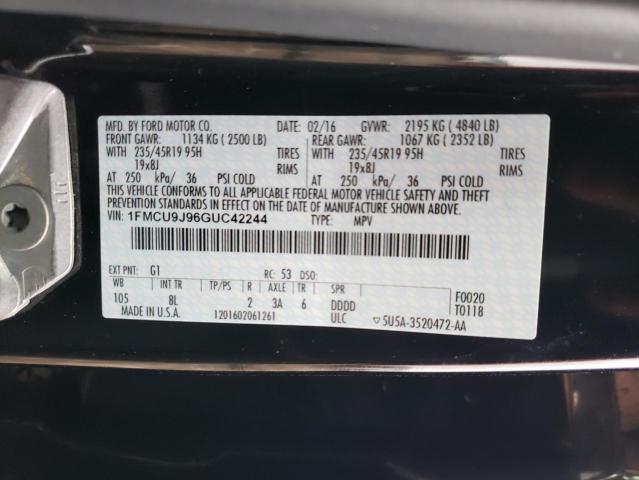 MFD. BY FORD MOTOR CO. DATE: 02/16 GVWR: 2195 KG ( 4840 LB)
FRONT GAWR: 1134 KG ( 2500 LB) REAR GAWR: 1067 KG ( 2352 LB)
WITH 235/45R19 95H TIRES WITH 235/45R19 95H TIRES
19x8J RIMS 19x8J RIMS
AT 250 kPa/ 36 PSI COLD AT 250 kPa/ 36 PSI COLD
THIS VEHICLE CONFORMS TO ALL APPLICABLE FEDERAL MOTOR VEHICLE SAFETY AND THEFT
PREVENTION STANDARDS IN EFFECT ON THE DATE OF MANUFACTURE SHOWN ABOVE.
VIN: 1FMCU9J96GUC42244 TYPE: MPV
EXT PNT: G1 RC: 53 DSO:
WB INT TR TP/PS R AXLE TR SPR
105 8L 2 3A 6 DDDD F0020
MADE IN U.S.A. 1201602061261 ULC ▽5U5A-3520472-AA T0118